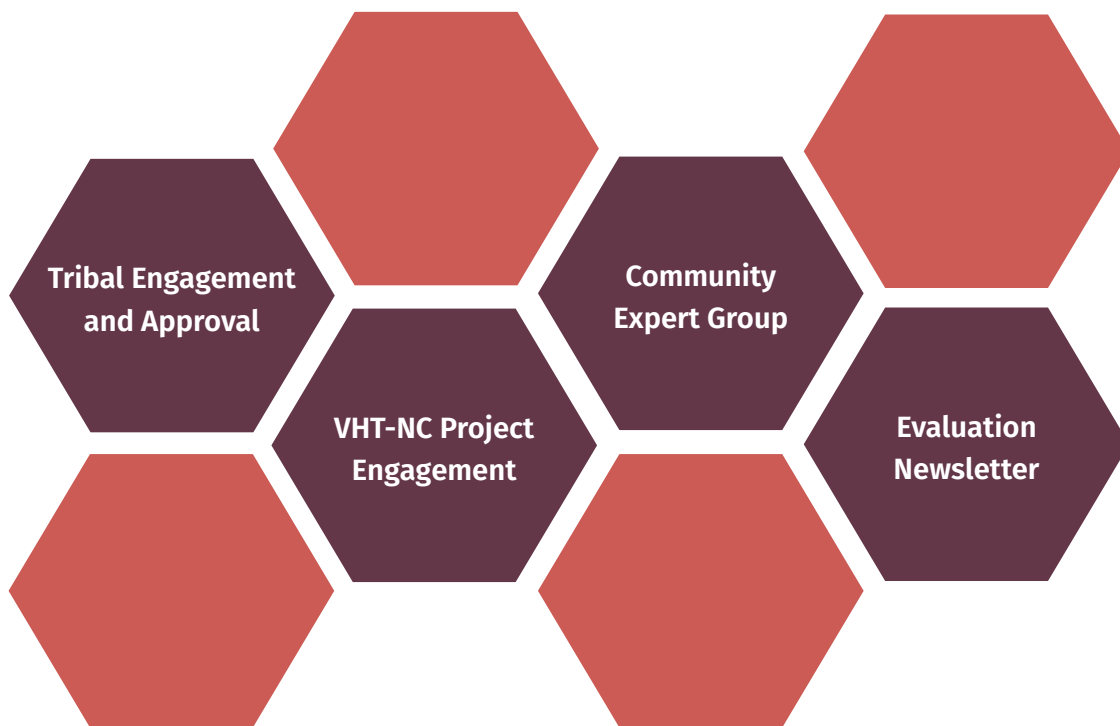 Tribal Engagement
and Approval
VHT-NC Project
Engagement
Community
Expert Group
Evaluation
Newsletter